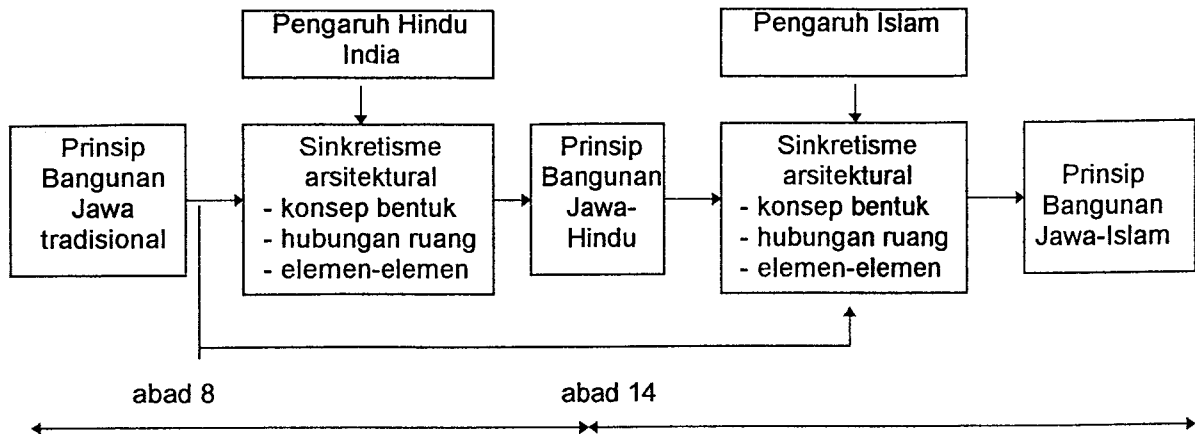 Pengaruh Hindu
India
Pengaruh Islam
Prinsip
Bangunan
Jawa
tradisional
Sinkretisme
arsitektural
- konsep bentuk
- hubungan ruang
- elemen-elemen
Prinsip
Bangunan
Jawa-
Hindu
Sinkretisme
arsitektural
- konsep bentuk
- hubungan ruang
- elemen-elemen
Prinsip
Bangunan
Jawa-Islam
abad 8
abad 14